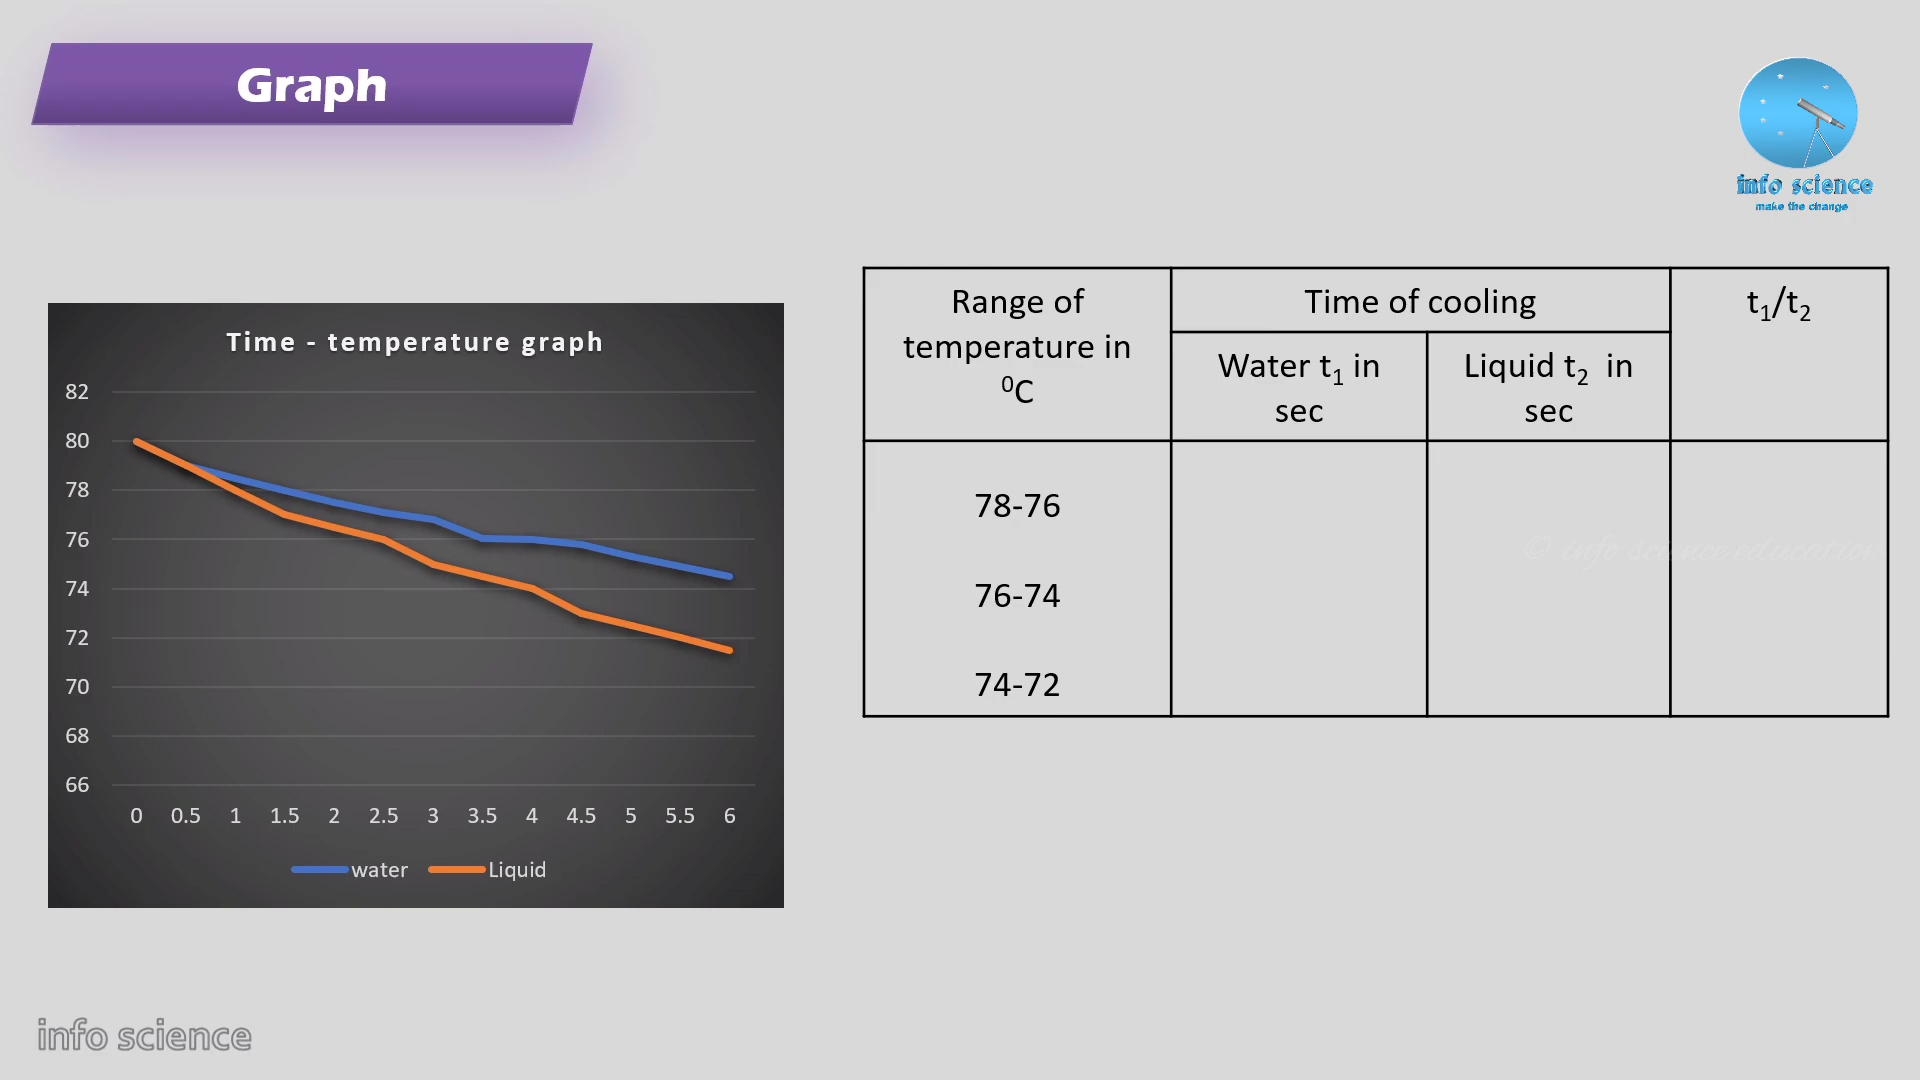 Graph
info science
make the change
Time - temperature graph
82
80
78
76
74
72
70
68
66
0 0.5 1 1.5 2 2.5 3 3.5 4 4.5 5 5.5 6
water Liquid
Range of
temperature in
⁰C
Time of cooling
t₁/t₂
Water t₁ in
sec
Liquid t₂ in
sec
78-76
© info science education
76-74
74-72
info science